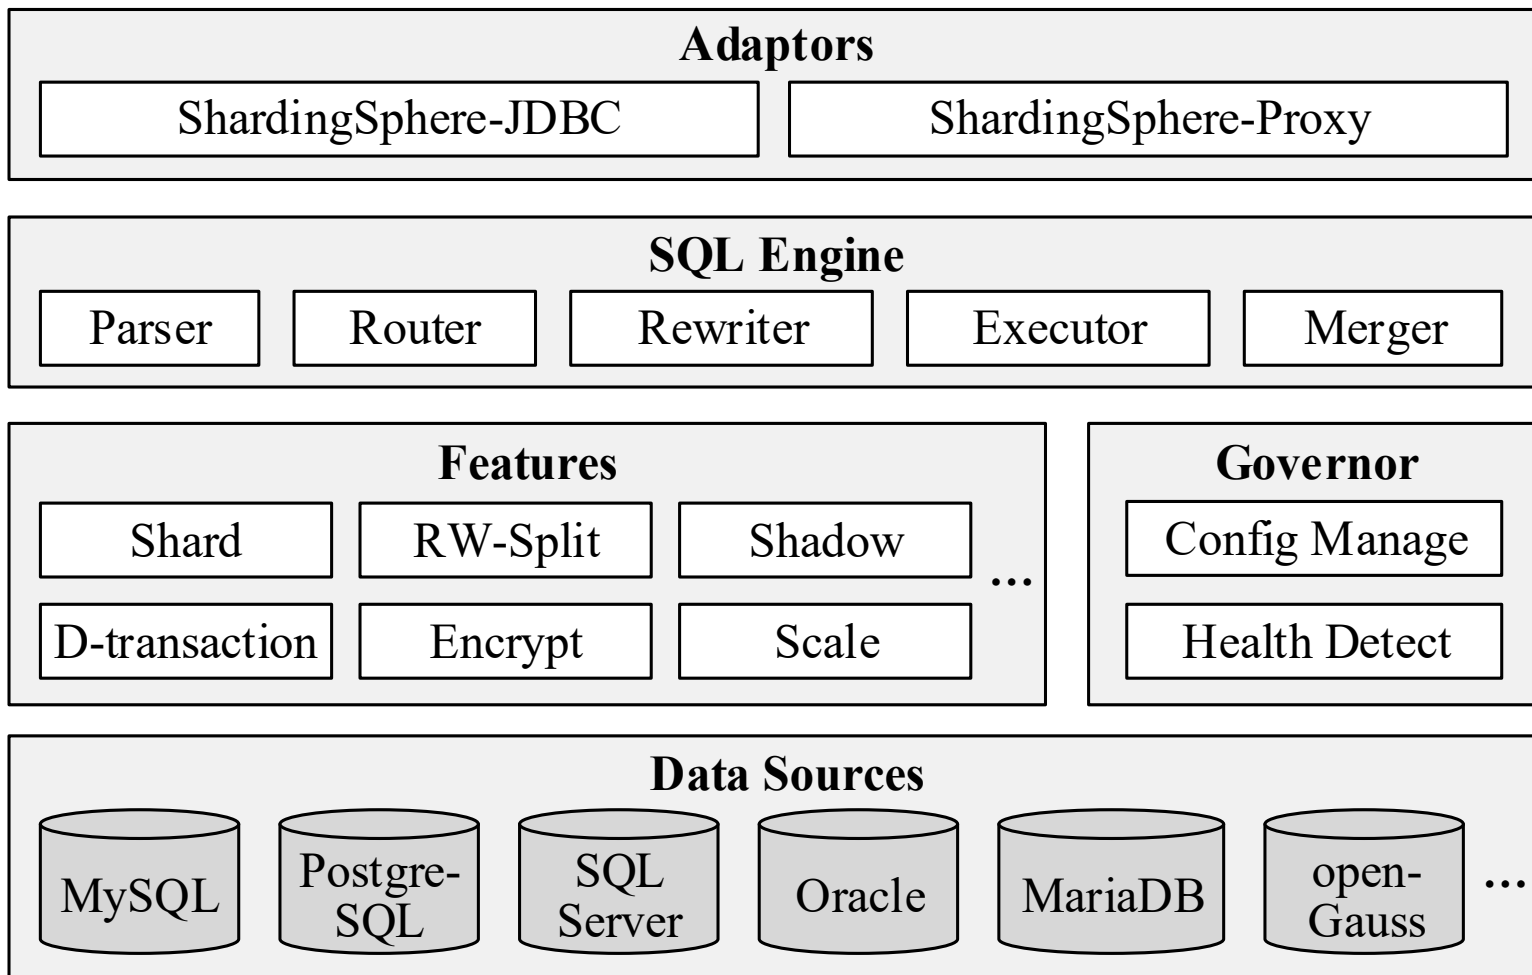 Adaptors
ShardingSphere-JDBC
ShardingSphere-Proxy
SQL Engine
Parser
Router
Rewriter
Executor
Merger
Features
Shard
RW-Split
Shadow
D-transaction
Encrypt
Scale
...
Governor
Config Manage
Health Detect
Data Sources
MySQL
Postgre-
SQL
SQL
Server
Oracle
MariaDB
open-
Gauss
...